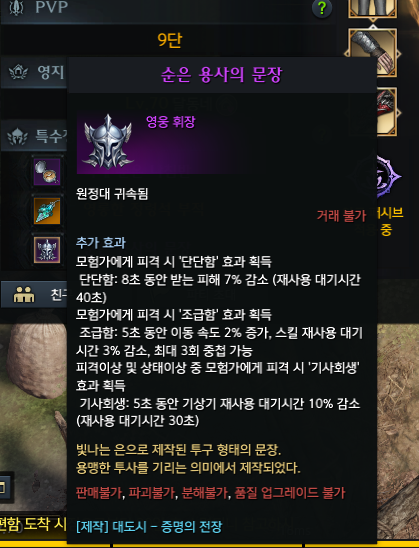 PVP
?
9단
영지
특수
순은 용사의 문장
영웅 휘장
원정대 귀속됨
거래 불가
추가 효과
모험가에게 피격 시 '단단함' 효과 획득
단단함: 8초 동안 받는 피해 7% 감소 (재사용 대기시간
40초)
모험가에게 피격 시 '조급함' 효과 획득
조급함: 5초 동안 이동 속도 2% 증가, 스킬 재사용 대기
시간 3% 감소, 최대 3회 중첩 가능
피격이상 및 상태이상 중 모험가에게 피격 시 '기사회생'
효과 획득
기사회생: 5초 동안 기상기 재사용 대기시간 10% 감소
(재사용 대기시간 30초)
빛나는 은으로 제작된 투구 형태의 문장.
용맹한 투사를 기리는 의미에서 제작되었다.
판매불가, 파괴불가, 분해불가, 품질 업그레이드 불가
[제작] 대도시 - 증명의 전장
시브
중
친구
편함 도착 시